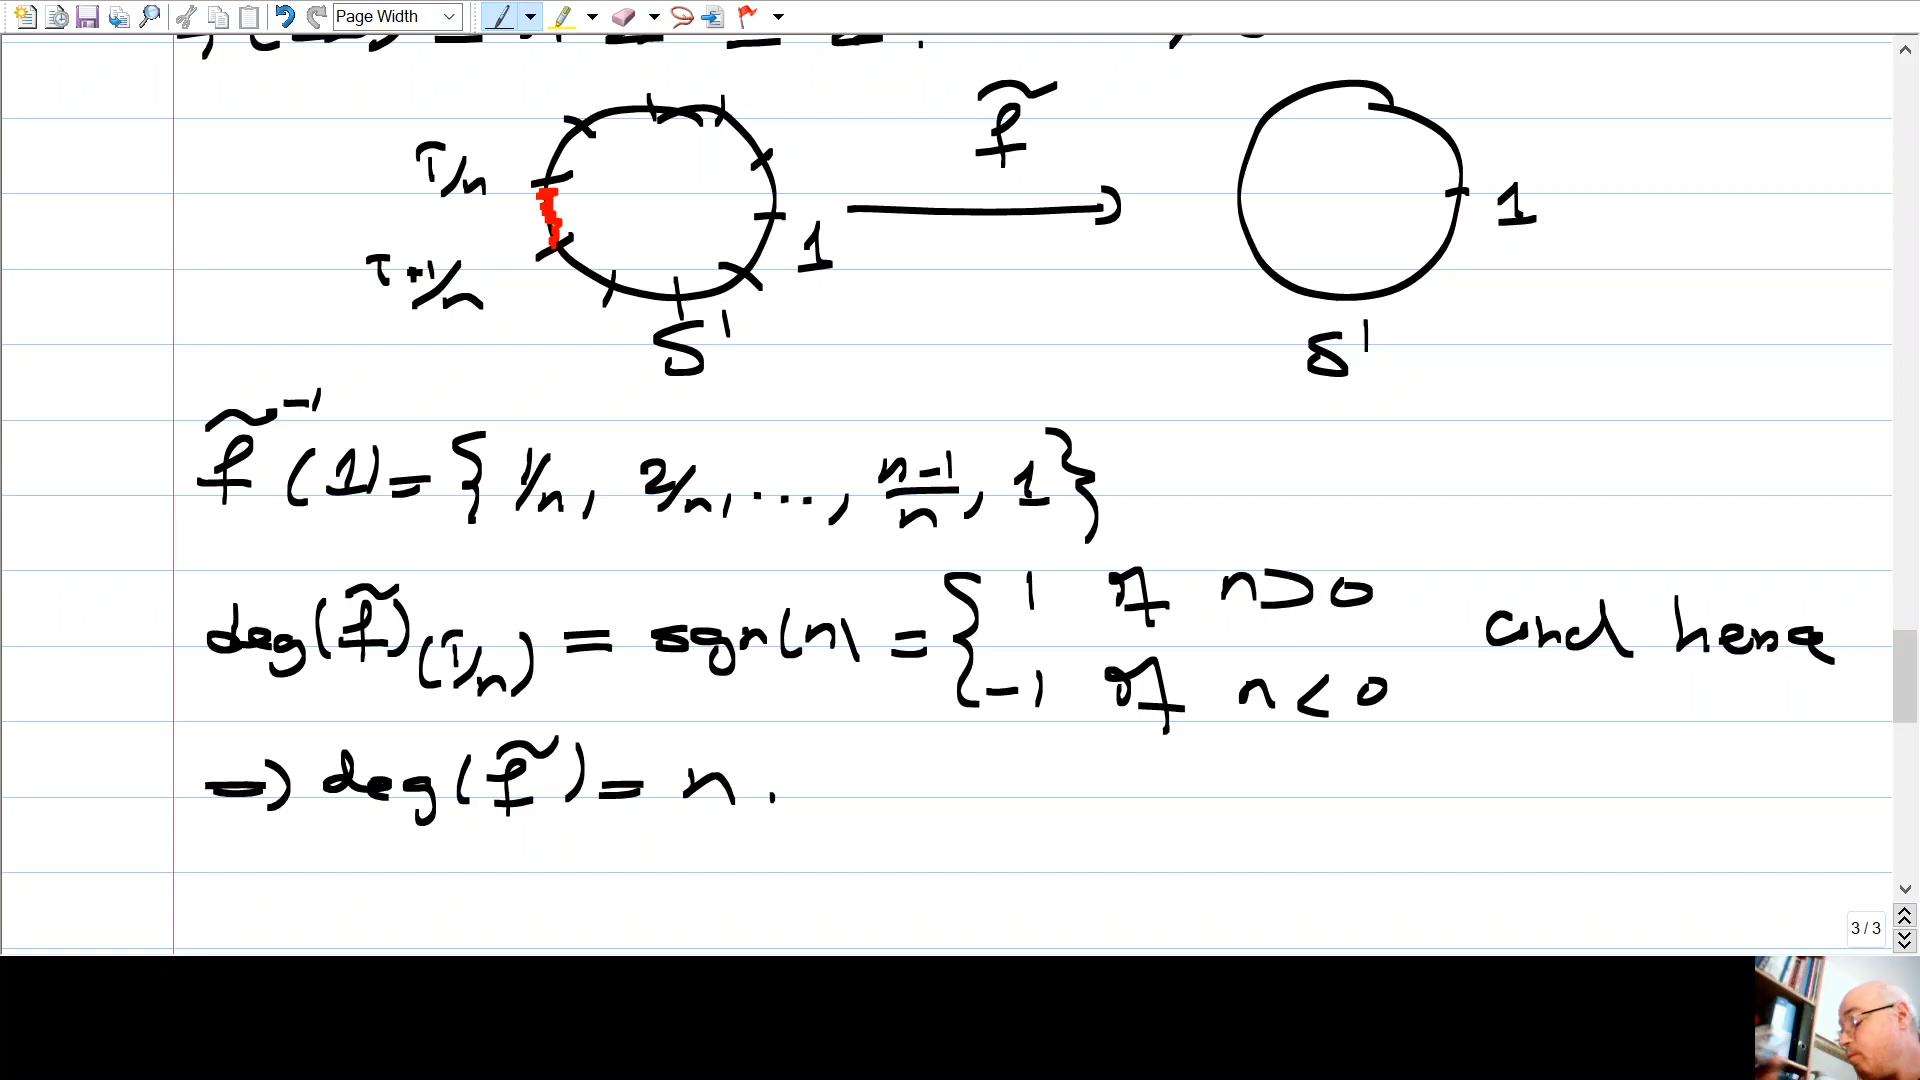 Page Width
f̃
τ/n
τ+1/n
1
1
S¹
S¹
f̃⁻¹(1) = { 1/n, 2/n, ..., n-1/n, 1 }
deg(f̃)(τ/n) = sgn(n) = { 1 if n > 0 and hence
-1 if n < 0
⇒ deg(f̃) = n.
3 / 3